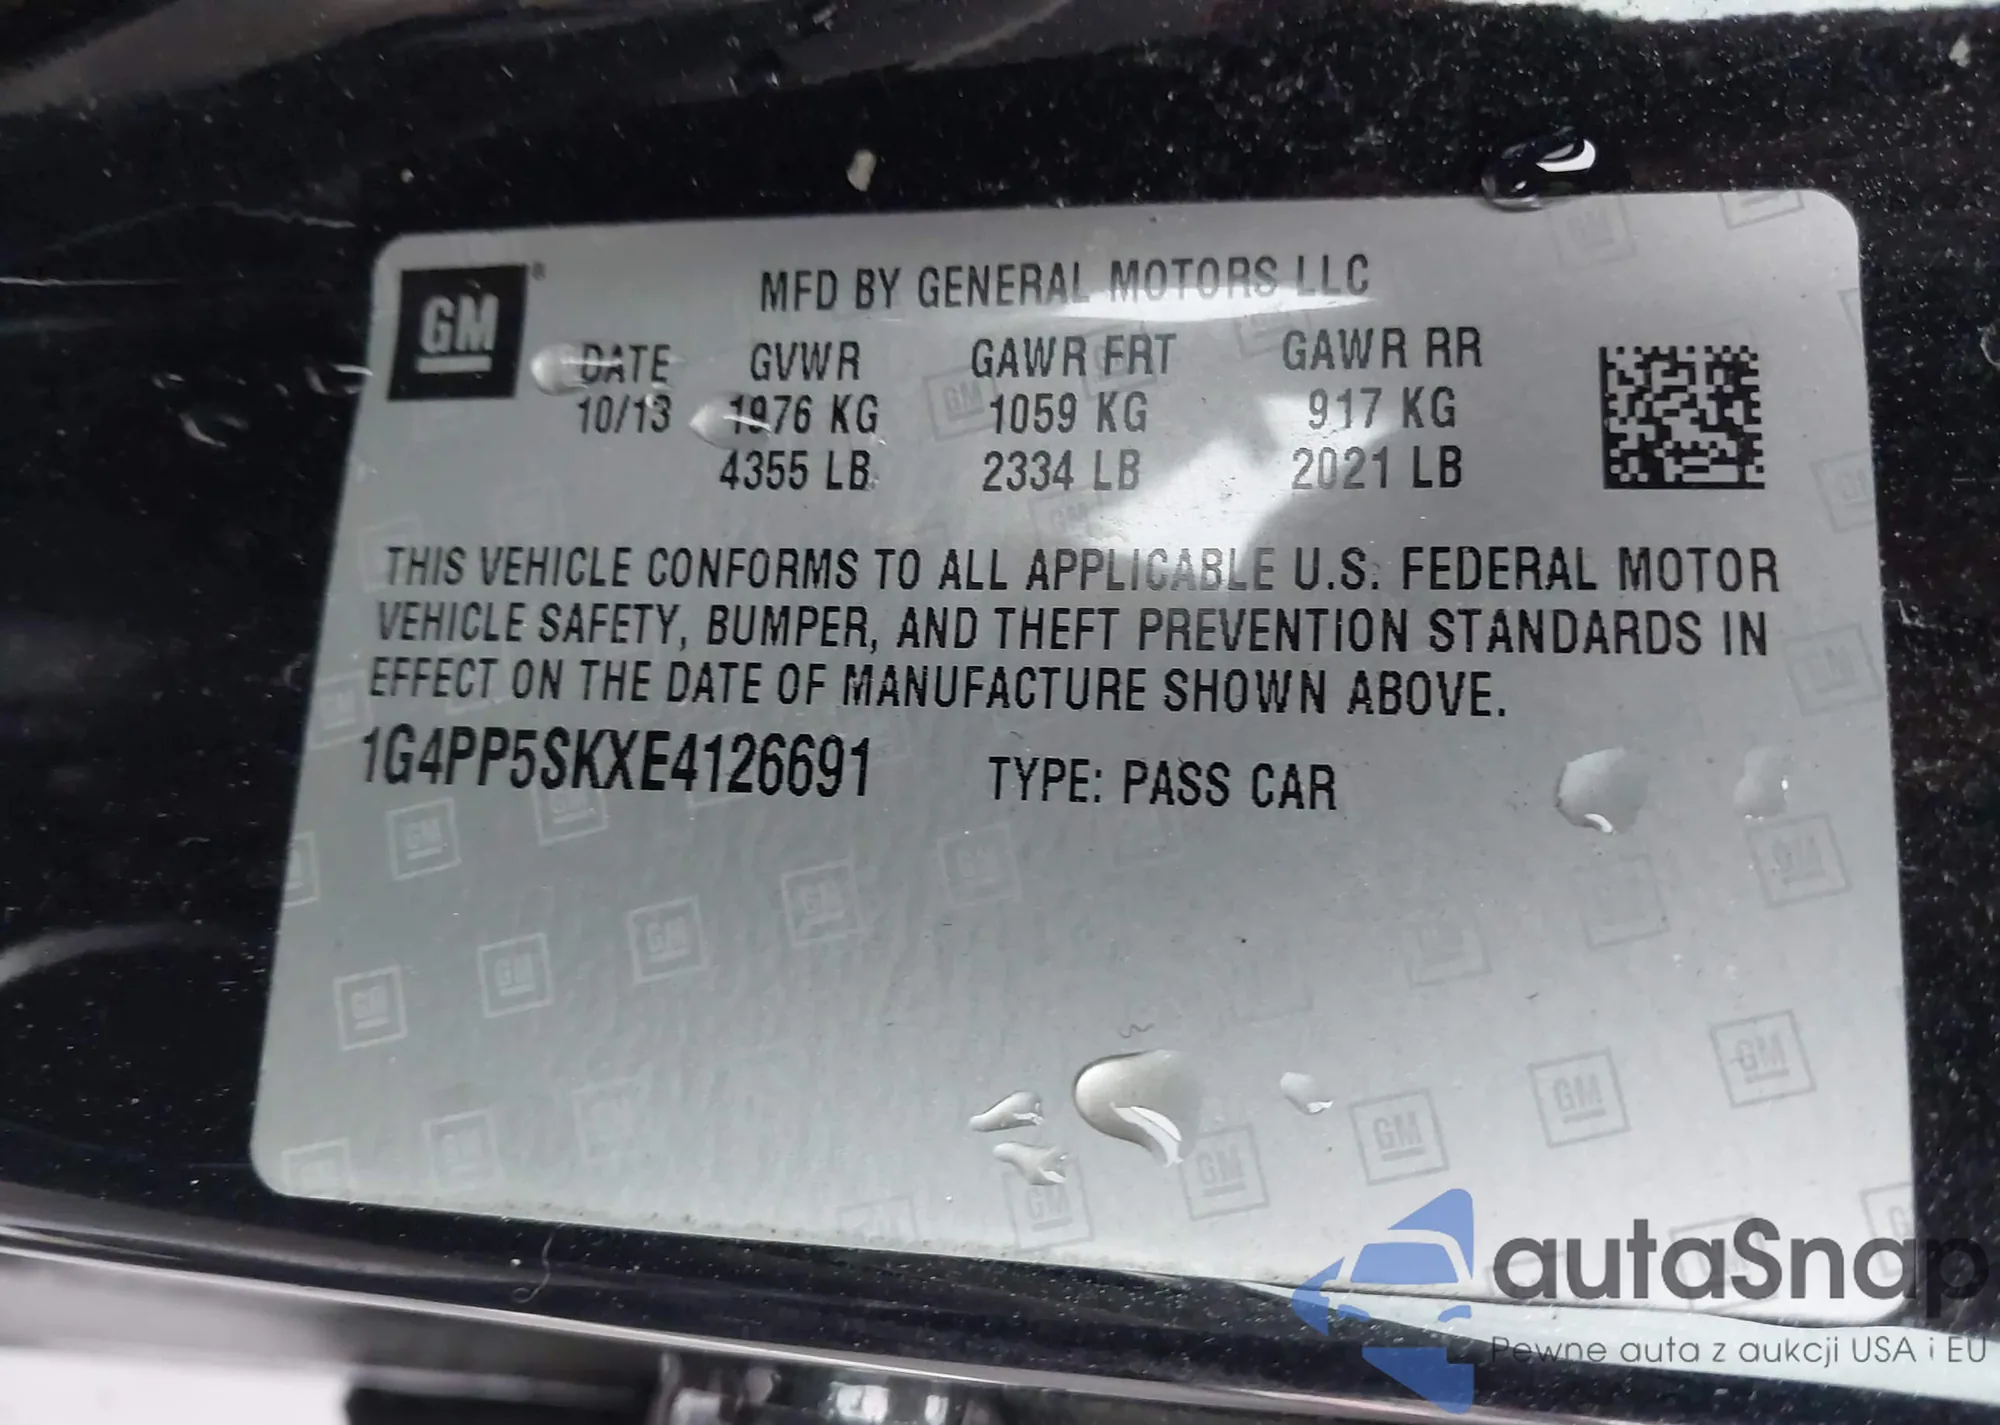 GM
MFD BY GENERAL MOTORS LLC
DATE GVWR GAWR FRT GAWR RR
10/13 1976 KG 1059 KG 917 KG
4355 LB 2334 LB 2021 LB
THIS VEHICLE CONFORMS TO ALL APPLICABLE U.S. FEDERAL MOTOR
VEHICLE SAFETY, BUMPER, AND THEFT PREVENTION STANDARDS IN
EFFECT ON THE DATE OF MANUFACTURE SHOWN ABOVE.
1G4PP5SKXE4126691 TYPE: PASS CAR
autaSnap
Pewne auta z aukcji USA i EU